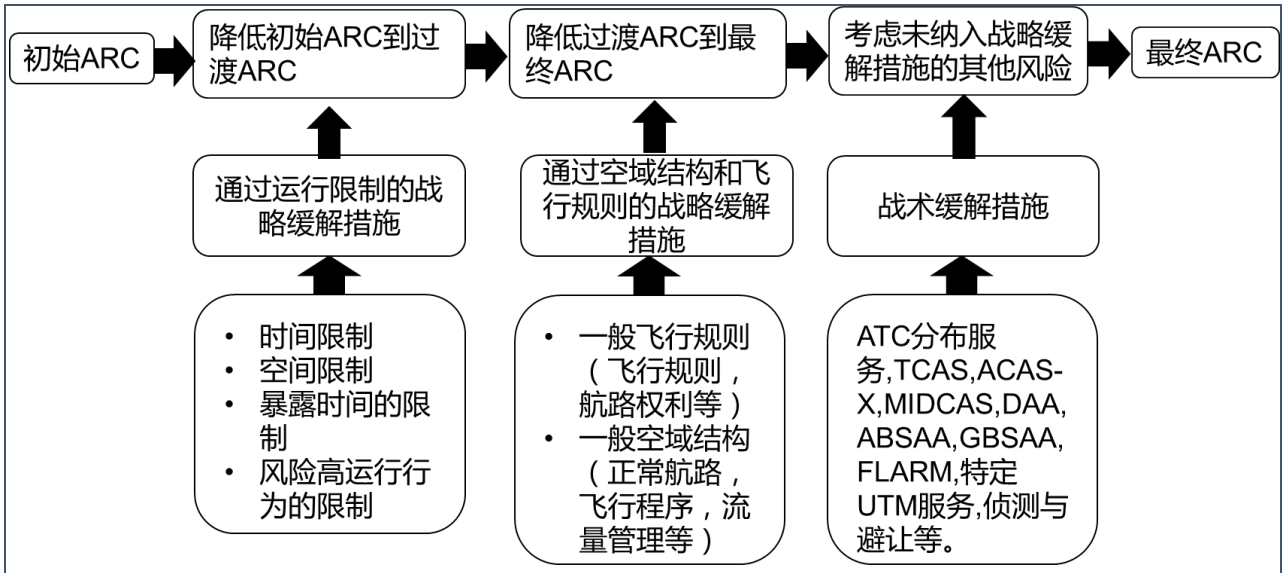 初始ARC
降低初始ARC到过
渡ARC
降低过渡ARC到最
终ARC
考虑未纳入战略缓
解措施的其他风险
最终ARC
通过运行限制的战
略缓解措施
通过空域结构和飞
行规则的战略缓解
措施
战术缓解措施
• 时间限制
• 空间限制
• 暴露时间的限
制
• 风险高运行行
为的限制
• 一般飞行规则
（飞行规则，
航路权利等）
• 一般空域结构
（正常航路，
飞行程序，流
量管理等）
ATC分布服
务,TCAS,ACAS-
X,MIDCAS,DAA,
ABSAA,GBSAA,
FLARM,特定
UTM服务,侦测与
避让等。